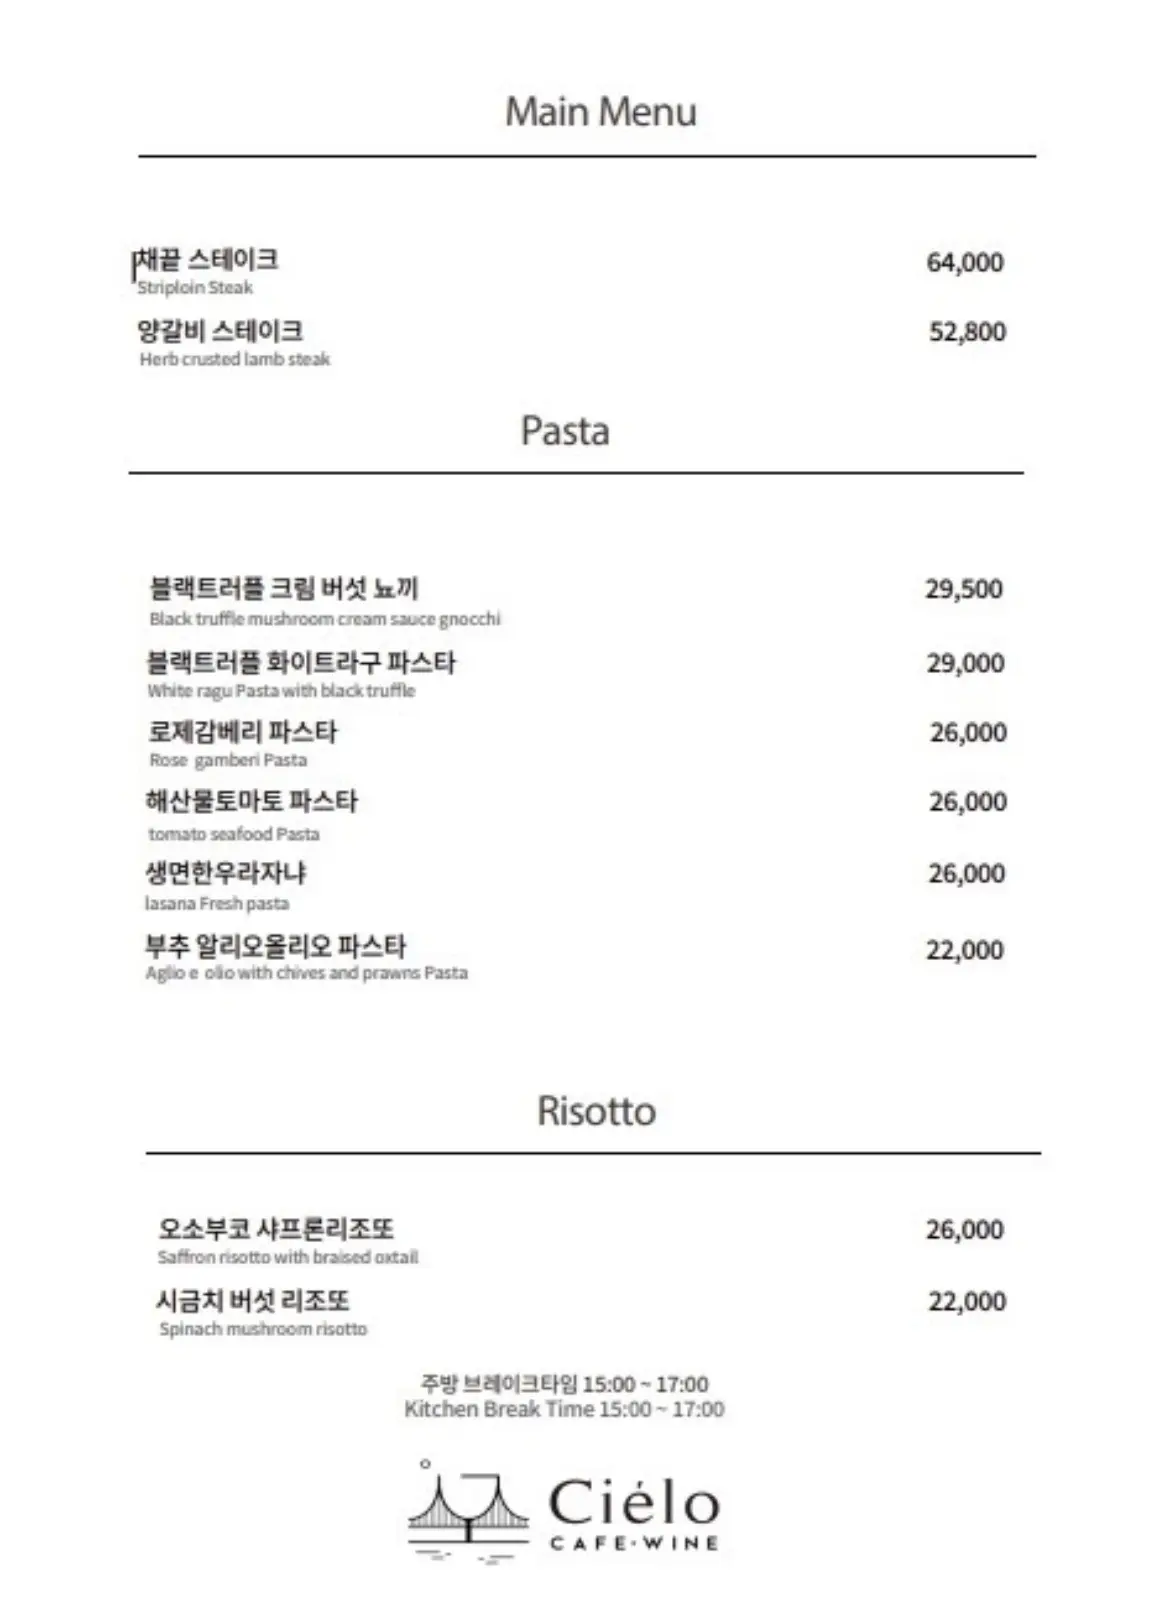 Main Menu
채끝 스테이크 64,000
Striploin Steak
양갈비 스테이크 52,800
Herb crusted lamb steak
Pasta
블랙트러플 크림 버섯 뇨끼 29,500
Black truffle mushroom cream sauce gnocchi
블랙트러플 화이트라구 파스타 29,000
White ragu Pasta with black truffle
로제감베리 파스타 26,000
Rose gamberi Pasta
해산물토마토 파스타 26,000
tomato seafood Pasta
생면한우라자냐 26,000
lasana Fresh pasta
부추 알리오올리오 파스타 22,000
Aglio e olio with chives and prawns Pasta
Risotto
오소부코 샤프론리조또 26,000
Saffron risotto with braised oxtail
시금치 버섯 리조또 22,000
Spinach mushroom risotto
주방 브레이크타임 15:00 ~ 17:00
Kitchen Break Time 15:00 ~ 17:00
Ciélo
CAFE·WINE